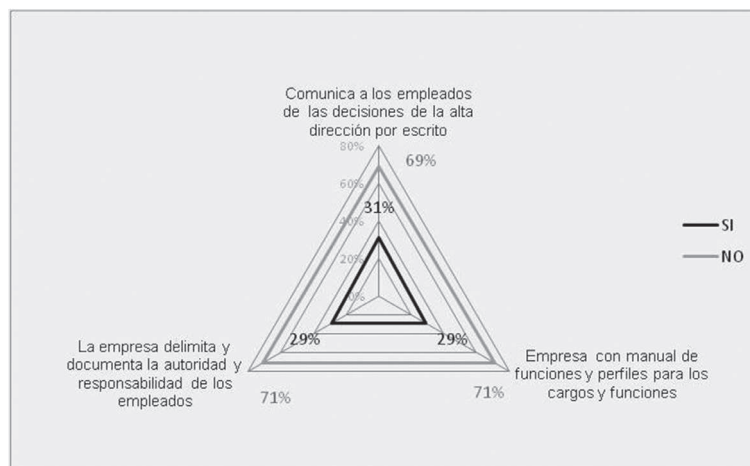 Comunica a los empleados
de las decisiones de la alta
dirección por escrito
80%
69%
60%
31%
40%
SI
NO
20%
0%
29%
29%
La empresa delimita y
documenta la autoridad y
responsabilidad de los
empleados
Empresa con manual de
funciones y perfiles para los
cargos y funciones
71%
71%